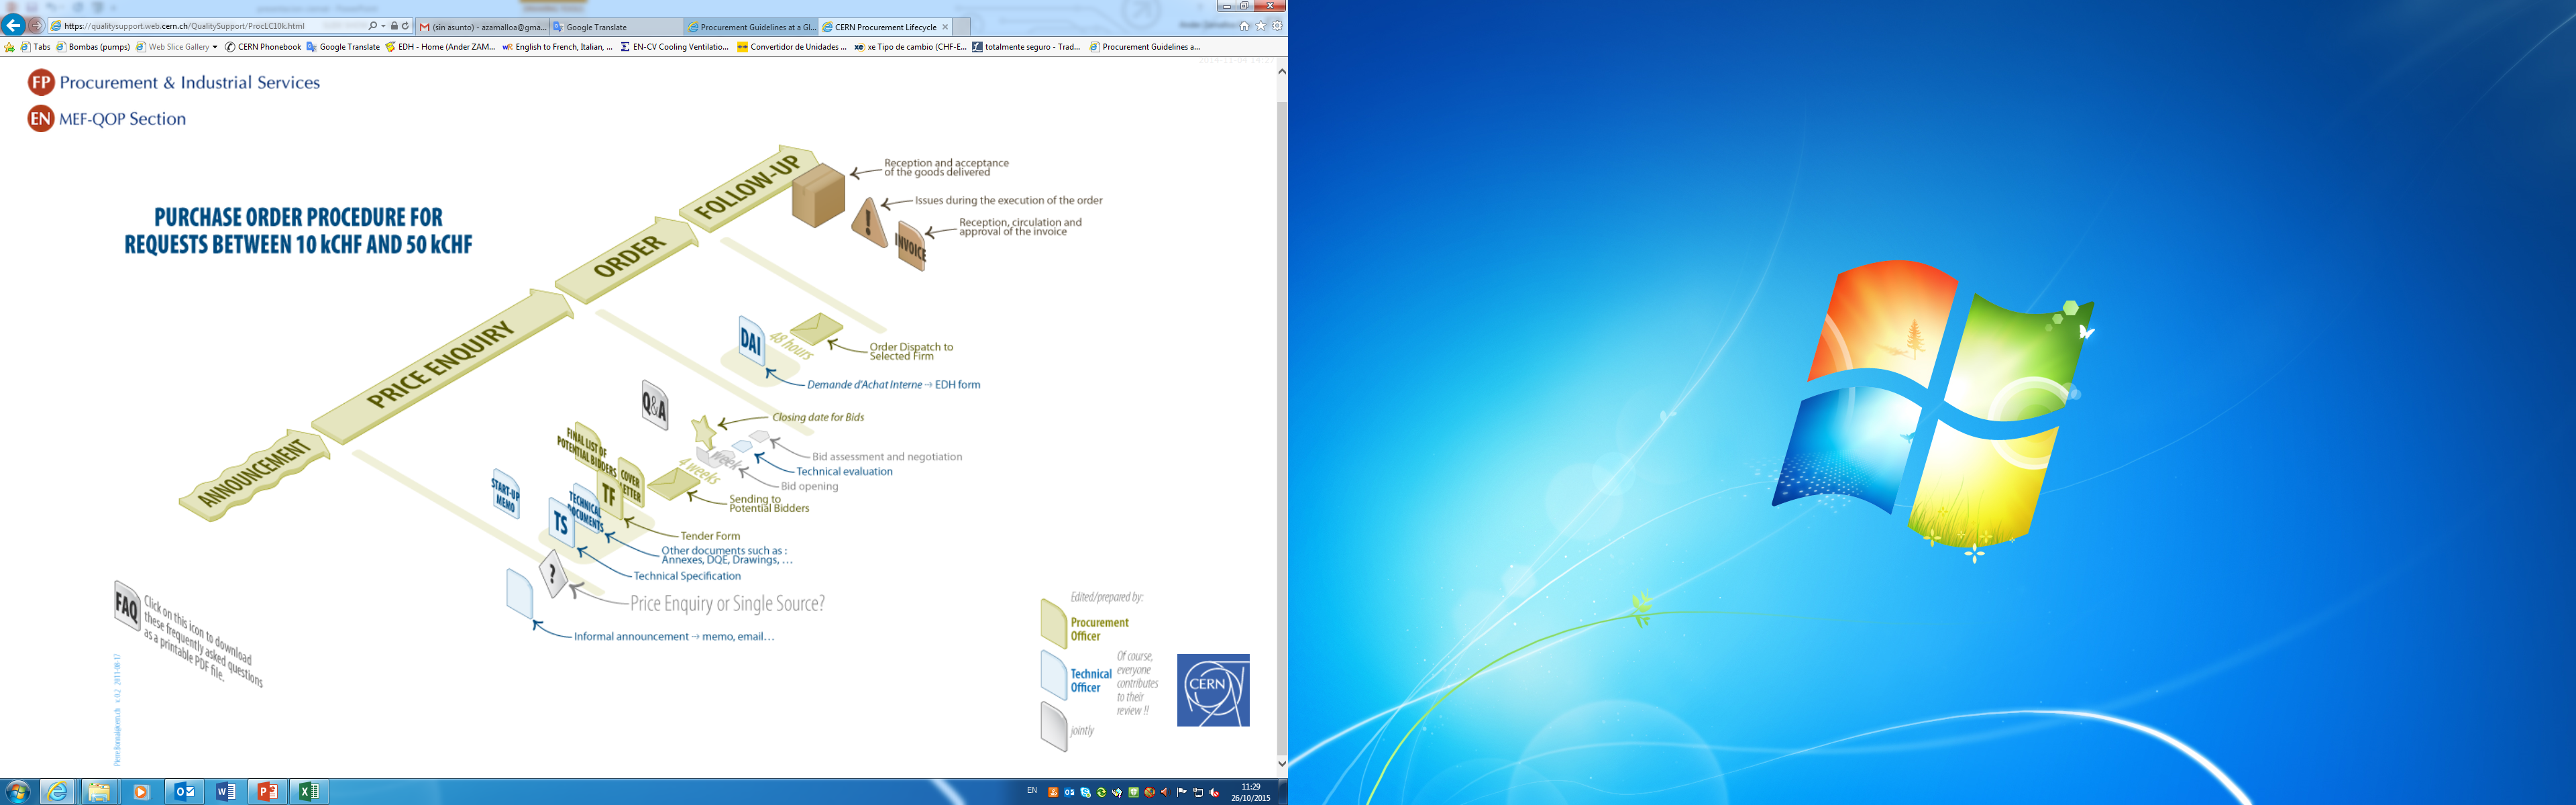 https://qualitysupport.web.cern.ch/QualitySupport/ProcLC10k.html
(sin asunto) - azamalloa@gma...
Google Translate
Procurement Guidelines at a Gl...
CERN Procurement Lifecycle
Tabs
Bombas (pumps)
Web Slice Gallery
CERN Phonebook
Google Translate
EDH - Home (Ander ZAM...
English to French, Italian, ...
EN-CV Cooling Ventilatio...
Convertidor de Unidades ...
xe Tipo de cambio (CHF-E...
totalmente seguro - Trad...
Procurement Guidelines a...
FP Procurement & Industrial Services
EN MEF-QOP Section
PURCHASE ORDER PROCEDURE FOR
REQUESTS BETWEEN 10 kCHF AND 50 kCHF
FOLLOW-UP
Reception and acceptance
of the goods delivered
Issues during the execution of the order
INVOICE
Reception, circulation and
approval of the invoice
ORDER
DAI
48 hours
Order Dispatch to
Selected Firm
Demande d'Achat Interne → EDH form
PRICE ENQUIRY
Q&A
Closing date for Bids
FINAL LIST OF
POTENTIAL BIDDERS
Bid assessment and negotiation
Technical evaluation
week
Bid opening
4 weeks
COVER
LETTER
START-UP
MEMO
TF
Sending to
Potential Bidders
TECHNICAL
DOCUMENTS
TS
Tender Form
Other documents such as :
Annexes, DQE, Drawings, ...
Technical Specification
ANNOUNCEMENT
?
Price Enquiry or Single Source?
Informal announcement → memo, email...
FAQ
Click on this icon to download
these frequently asked questions
as a printable PDF file.
Edited/prepared by:
Procurement
Officer
Technical
Officer
Of course,
everyone
contributes
to their
review !!
jointly
CERN
EN
11:29
26/10/2015